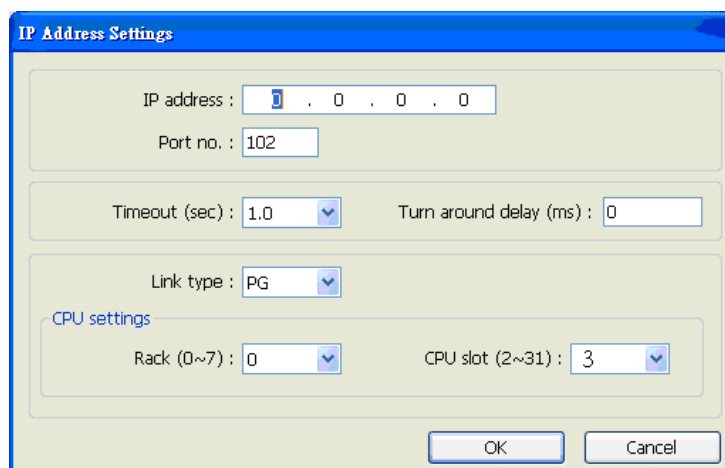 IP Address Settings
IP address : 0 . 0 . 0 . 0
Port no. : 102
Timeout (sec) : 1.0 Turn around delay (ms) : 0
Link type : PG
CPU settings
Rack (0~7) : 0 CPU slot (2~31) : 3
OK Cancel